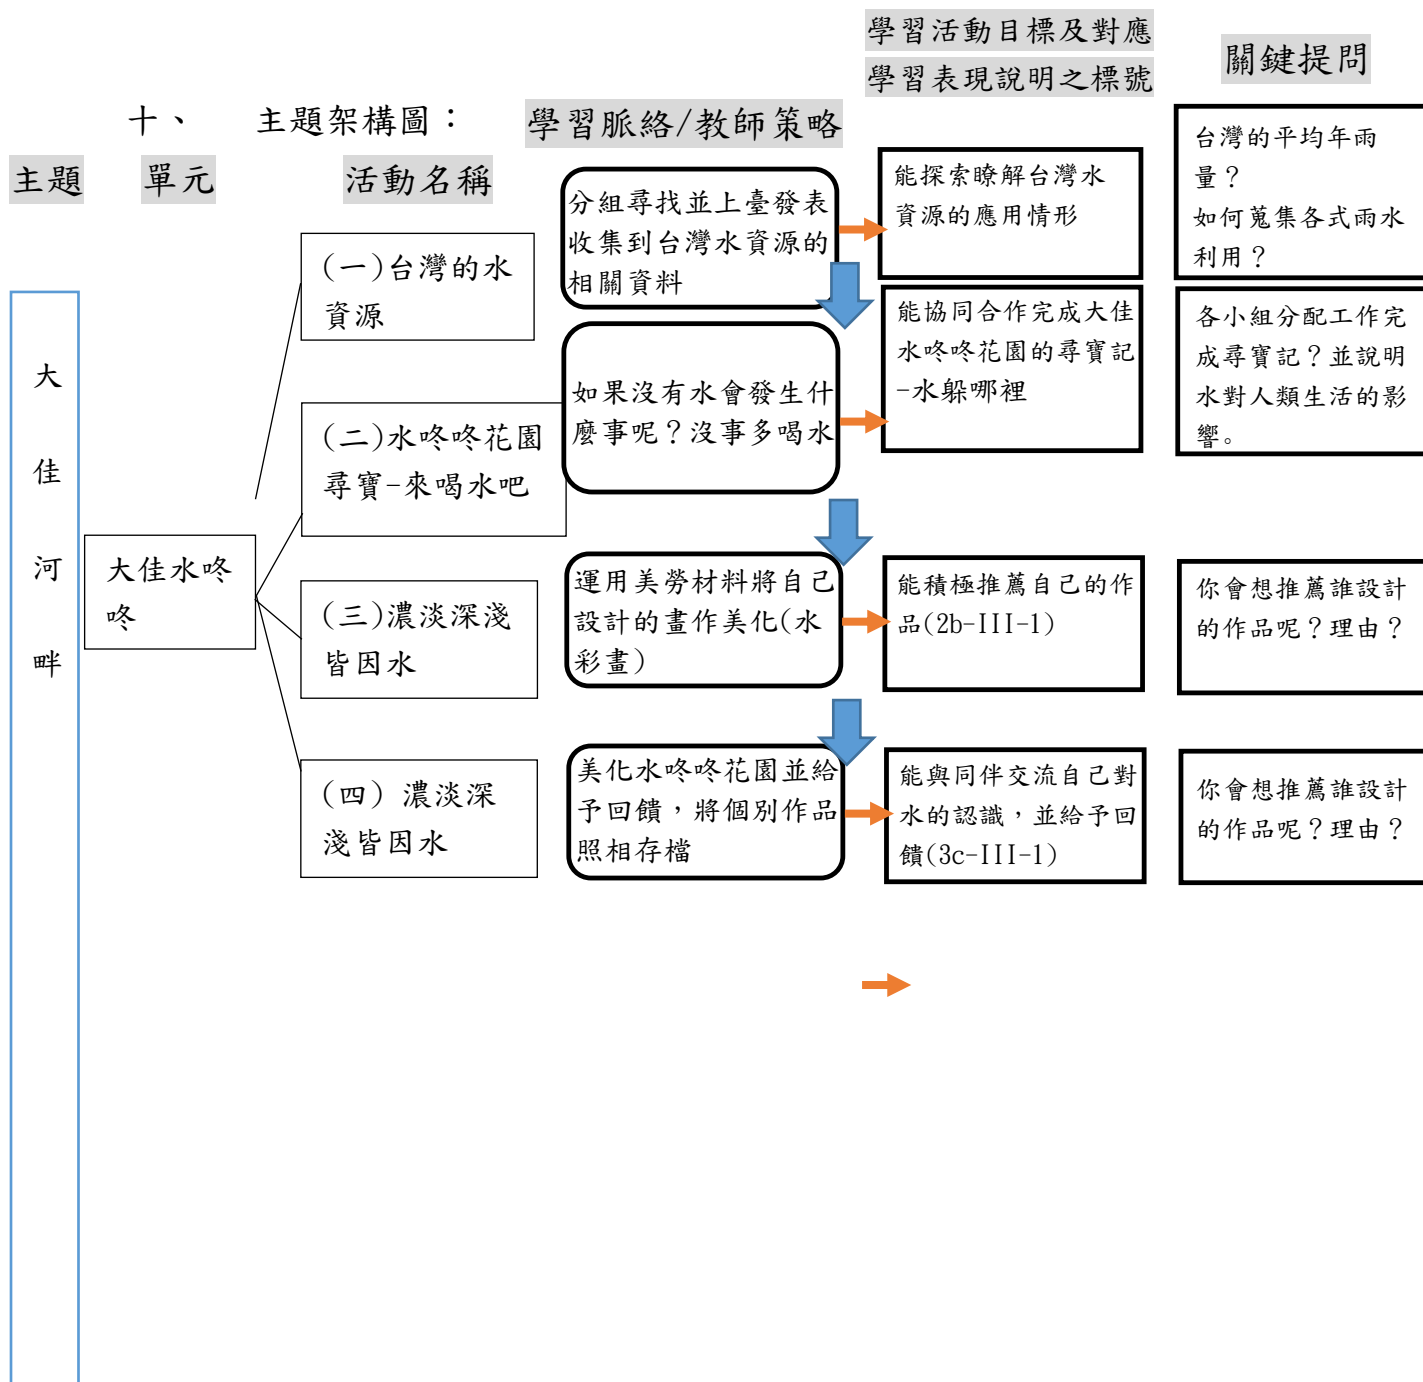 十、 主題架構圖：
主題
單元
活動名稱
學習脈絡/教師策略
學習活動目標及對應
學習表現說明之標號
關鍵提問
大
佳
河
畔
大佳水咚
咚
(一)台灣的水
資源
分組尋找並上臺發表
收集到台灣水資源的
相關資料
能探索瞭解台灣水
資源的應用情形
台灣的平均年雨
量？
如何蒐集各式雨水
利用？
(二)水咚咚花園
尋寶-來喝水吧
如果沒有水會發生什
麼事呢？沒事多喝水
能協同合作完成大佳
水咚咚花園的尋寶記
-水躲哪裡
各小組分配工作完
成尋寶記？並說明
水對人類生活的影
響。
(三)濃淡深淺
皆因水
運用美勞材料將自己
設計的畫作美化(水
彩畫)
能積極推薦自己的作
品(2b-III-1)
你會想推薦誰設計
的作品呢？理由？
(四) 濃淡深
淺皆因水
美化水咚咚花園並給
予回饋，將個別作品
照相存檔
能與同伴交流自己對
水的認識，並給予回
饋(3c-III-1)
你會想推薦誰設計
的作品呢？理由？